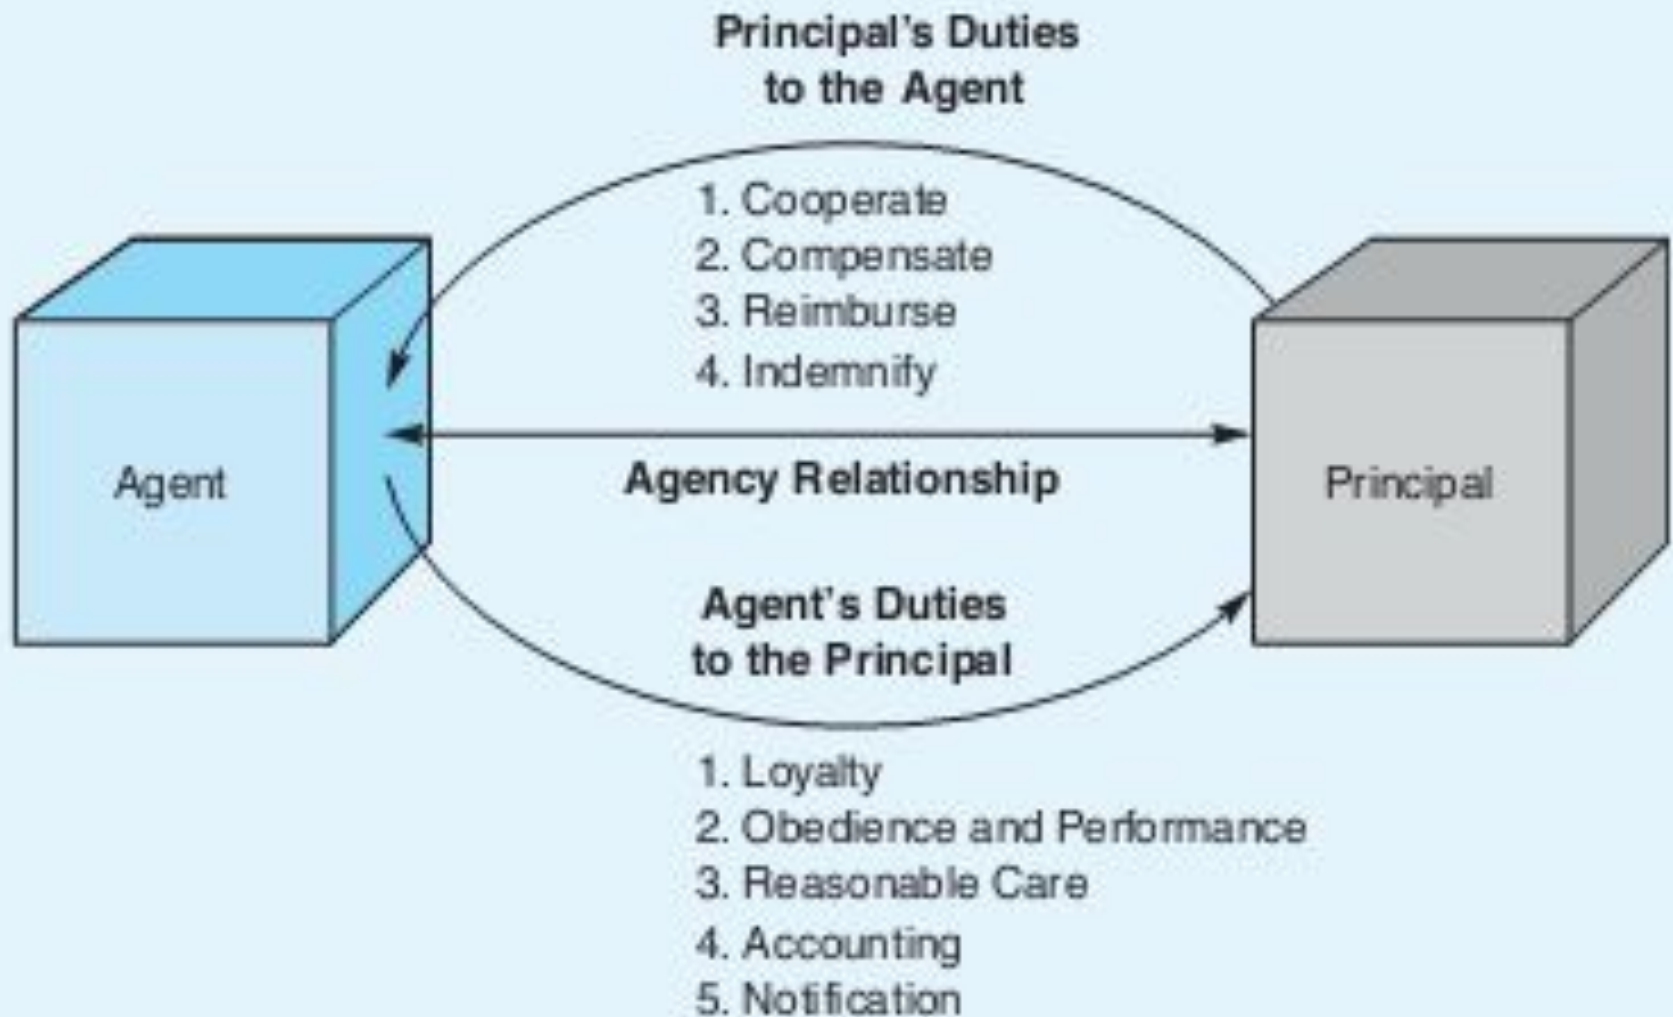 Principal's Duties
to the Agent
1. Cooperate
2. Compensate
3. Reimburse
4. Indemnify
Agent
Agency Relationship
Principal
Agent's Duties
to the Principal
1. Loyalty
2. Obedience and Performance
3. Reasonable Care
4. Accounting
5. Notification